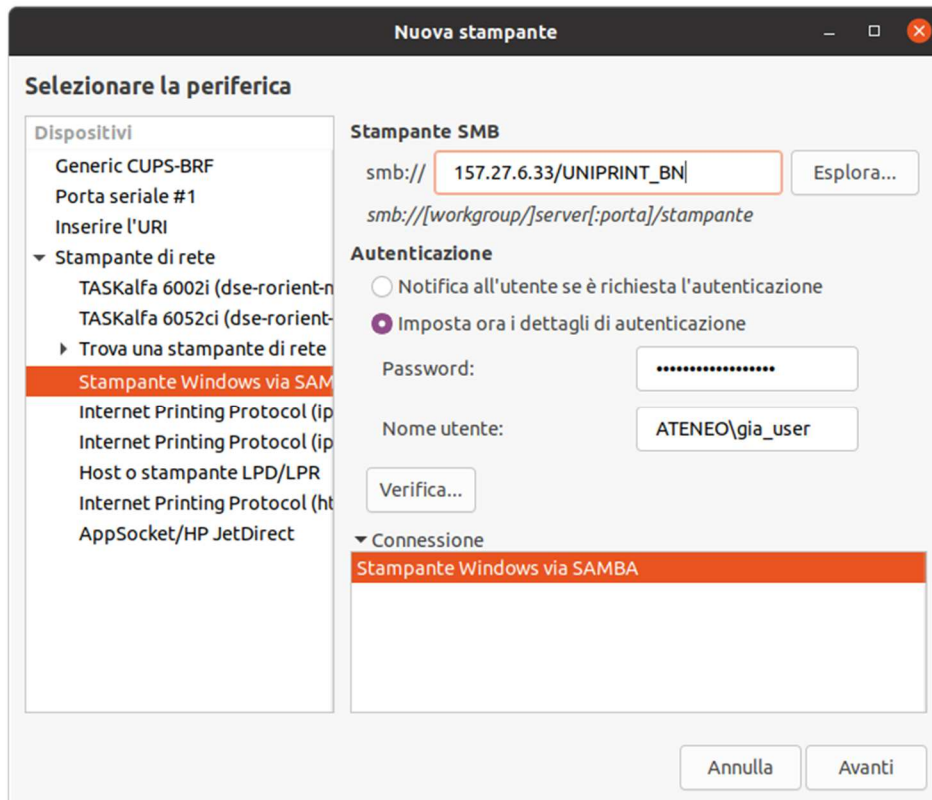 Nuova stampante
Selezionare la periferica
Dispositivi
Generic CUPS-BRF
Porta seriale #1
Inserire l'URI
Stampante di rete
TASKalfa 6002i (dse-rorient-n
TASKalfa 6052ci (dse-rorient-
Trova una stampante di rete
Stampante Windows via SAM
Internet Printing Protocol (ip
Internet Printing Protocol (ip
Host o stampante LPD/LPR
Internet Printing Protocol (ht
AppSocket/HP JetDirect
Stampante SMB
smb:// 157.27.6.33/UNIPRINT_BN Esplora...
smb://[workgroup/]server[:porta]/stampante
Autenticazione
Notifica all'utente se è richiesta l'autenticazione
Imposta ora i dettagli di autenticazione
Password: ••••••••••••••••••
Nome utente: ATENEO\gia_user
Verifica...
Connessione
Stampante Windows via SAMBA
Annulla Avanti